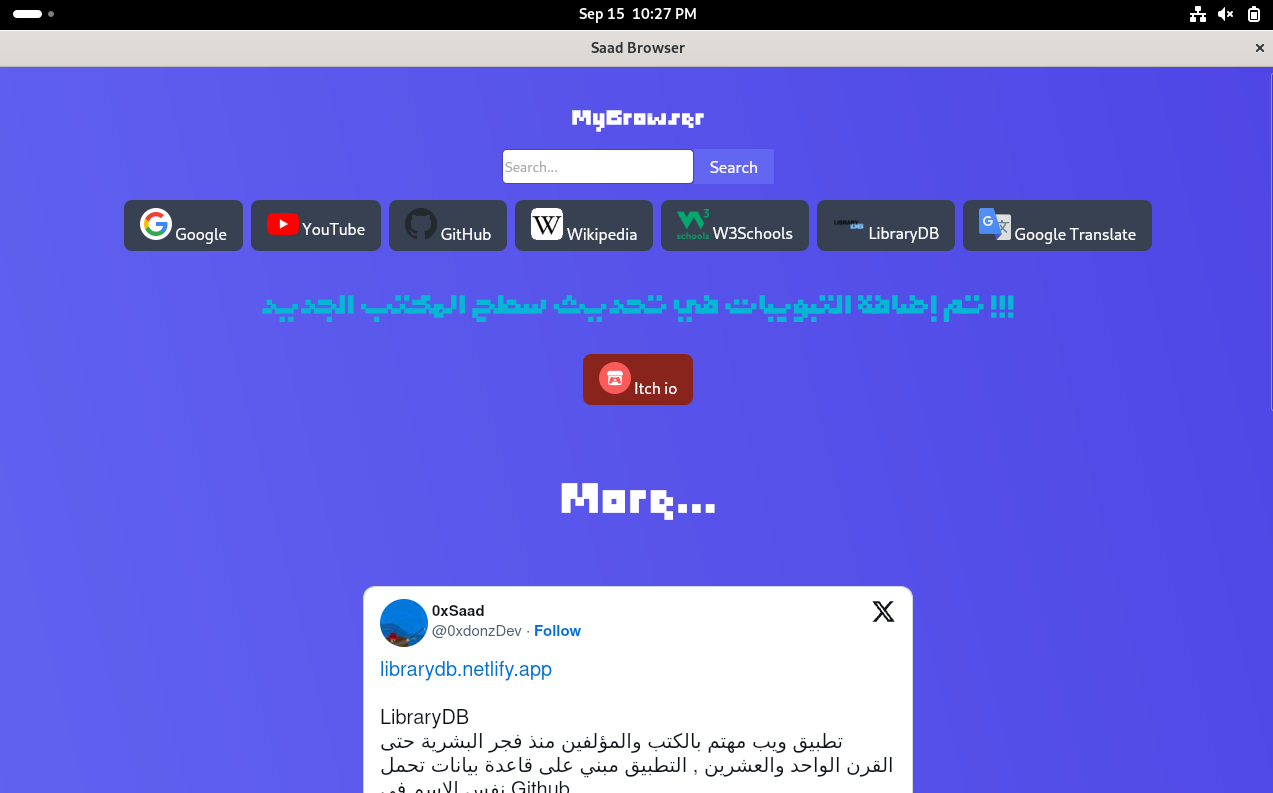 Sep 15 10:27 PM
Saad Browser
MyBrowser
Search...
Search
Google
YouTube
GitHub
Wikipedia
W3Schools
LibraryDB
Google Translate
!!! تم إضافة التبويبات في تحديث سطح المكتب الجديد
Itch io
More...
0xSaad
@0xdonzDev · Follow
librarydb.netlify.app
LibraryDB
تطبيق ويب مهتم بالكتب والمؤلفين منذ فجر البشرية حتى
القرن الواحد والعشرين , التطبيق مبني على قاعدة بيانات تحمل
نفس الاسم في Github